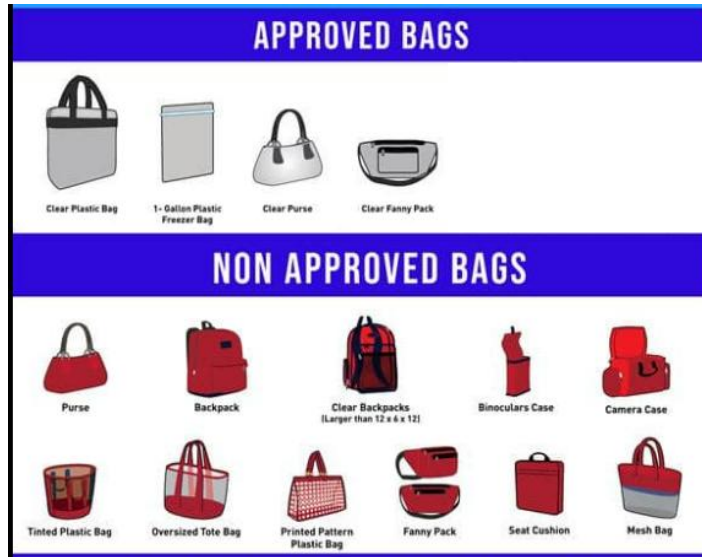 APPROVED BAGS
Clear Plastic Bag
1- Gallon Plastic
Freezer Bag
Clear Purse
Clear Fanny Pack
NON APPROVED BAGS
Purse
Backpack
Clear Backpacks
(Larger than 12 x 6 x 12)
Binoculars Case
Camera Case
Tinted Plastic Bag
Oversized Tote Bag
Printed Pattern
Plastic Bag
Fanny Pack
Seat Cushion
Mesh Bag